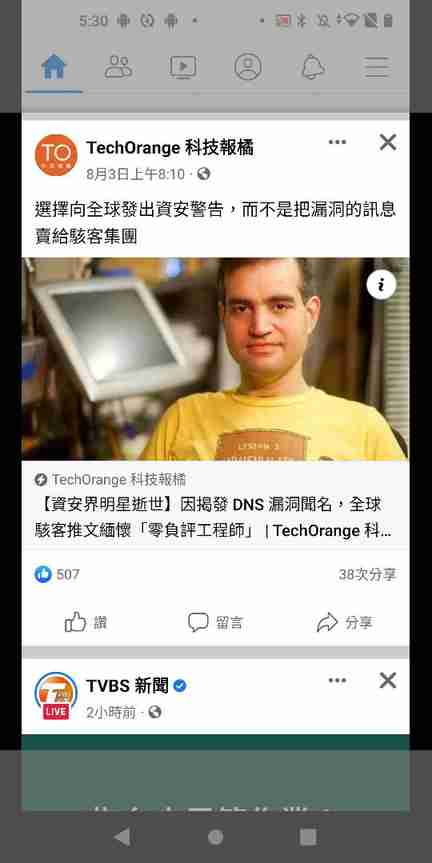 5:30
TechOrange 科技報橘
8月3日上午8:10
選擇向全球發出資安警告，而不是把漏洞的訊息
賣給駭客集團
TechOrange 科技報橘
【資安界明星逝世】因揭發 DNS 漏洞聞名，全球
駭客推文緬懷「零負評工程師」 | TechOrange 科...
507
38次分享
讚
留言
分享
TVBS 新聞
LIVE
2小時前